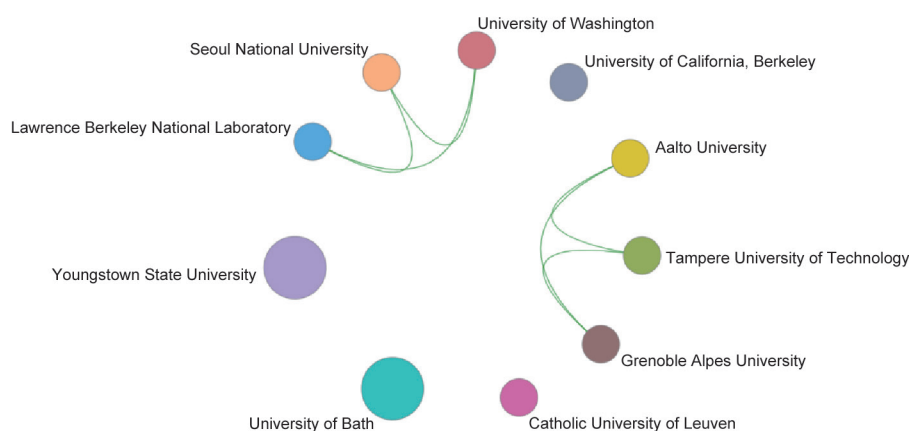 University of Washington
Seoul National University
University of California, Berkeley
Lawrence Berkeley National Laboratory
Aalto University
Youngstown State University
Tampere University of Technology
Grenoble Alpes University
University of Bath
Catholic University of Leuven